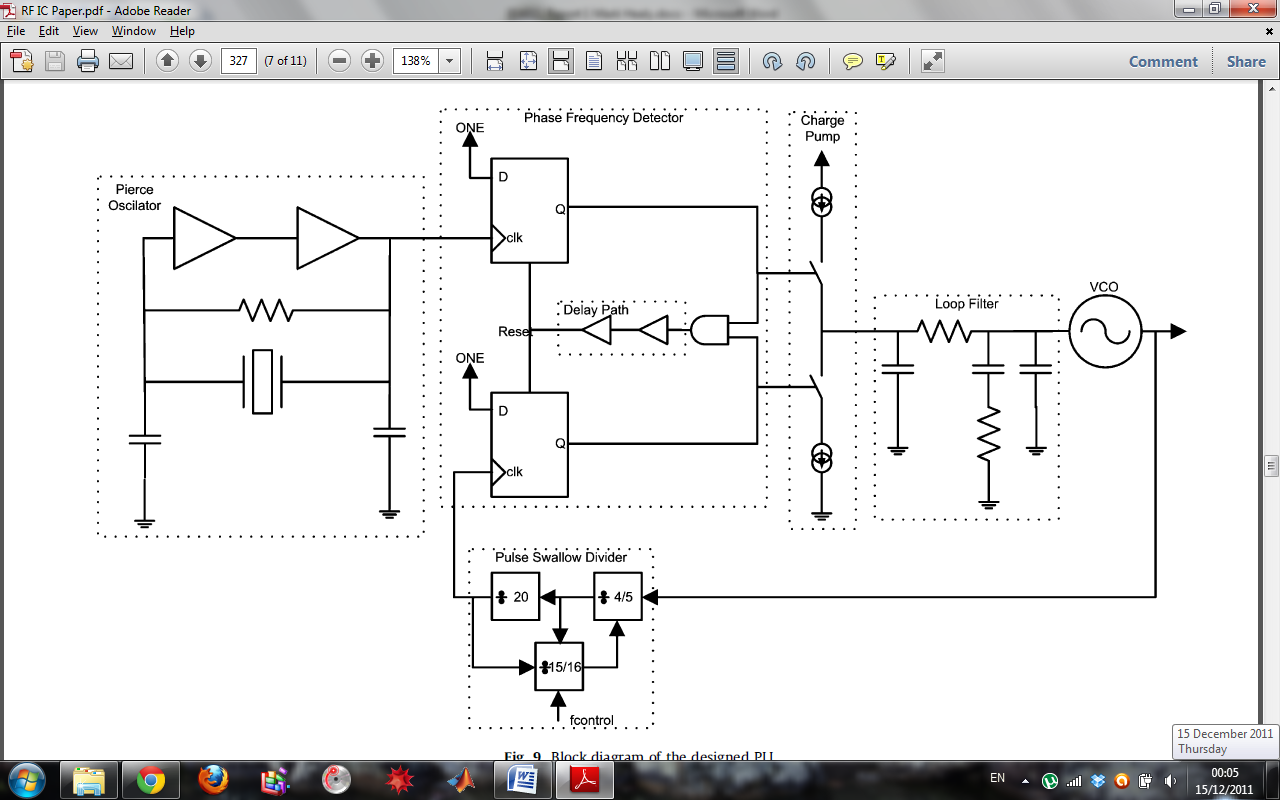 RF IC Paper.pdf - Adobe Reader
File Edit View Window Help
327 (7 of 11) 138% Comment Share
Phase Frequency Detector
Charge
Pump
ONE
Pierce
Oscilator
D
Q
clk
VCO
Loop Filter
Delay Path
Reset
ONE
D
Q
clk
Pulse Swallow Divider
20
4/5
15/16
fcontrol
Fig. 9. Block diagram of the designed PLL
15 December 2011
Thursday
EN
00:05
15/12/2011